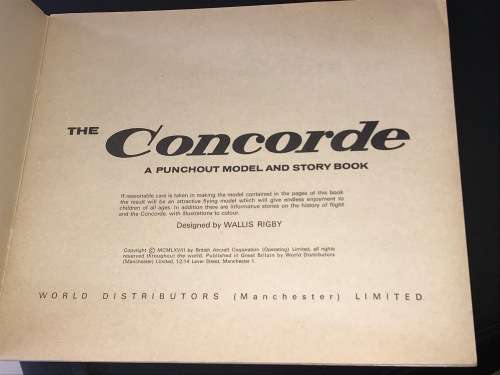 THE Concorde
A PUNCHOUT MODEL AND STORY BOOK
If reasonable care is taken in making the model contained in the pages of this book
the result will be an attractive flying model which will give endless enjoyment to
children of all ages. In addition there are informative stories on the history of flight
and the Concorde, with illustrations to colour.
Designed by WALLIS RIGBY
Copyright © MCMLXVIII by British Aircraft Corporation (Operating) Limited, all rights
reserved throughout the world. Published in Great Britain by World Distributors
(Manchester) Limited, 12/14 Lever Street, Manchester 1.
WORLD DISTRIBUTORS (Manchester) LIMITED